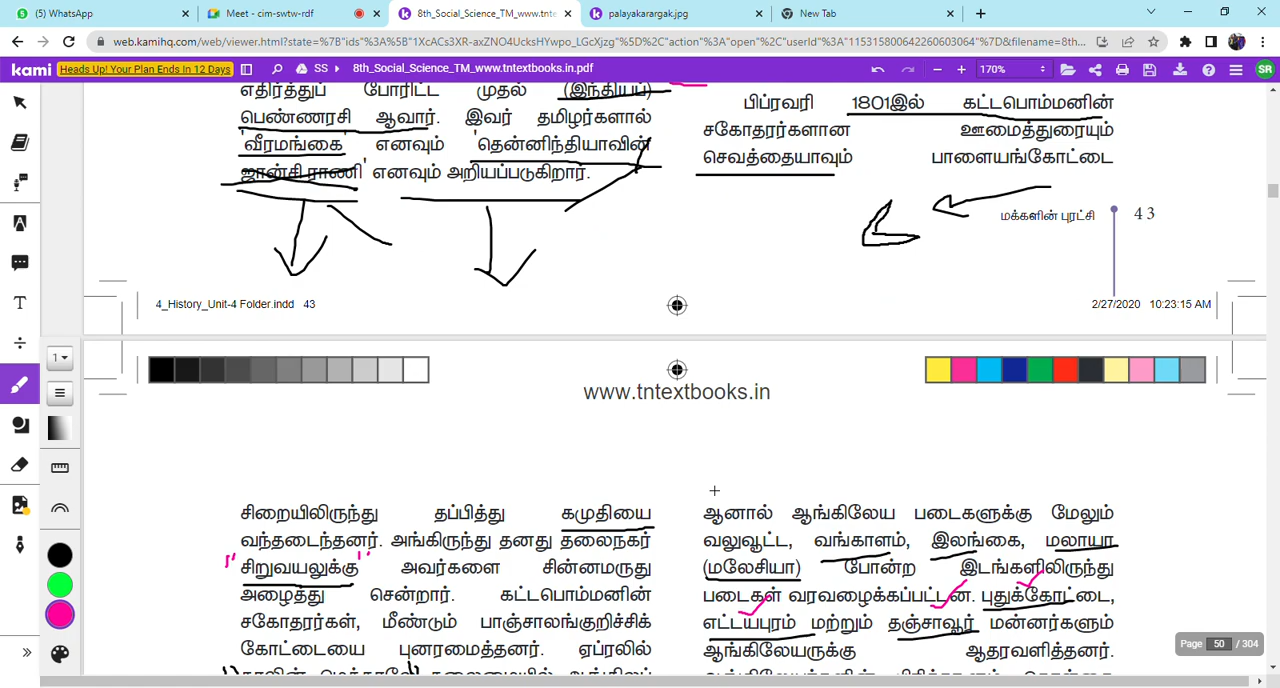 (5) WhatsApp
Meet - cim-swtw-rdf
8th_Social_Science_TM_www.tnte
palayakarargak.jpg
New Tab
web.kamihq.com/web/viewer.html?state=%7B"ids"%3A%5B"1XcACs3XR-axZNO4UcksHYwpo_LGcXjzg"%5D%2C"action"%3A"open"%2C"userId"%3A"115315800642260603064"%7D&filename=8th...
kami
Heads Up! Your Plan Ends In 12 Days
SS
8th_Social_Science_TM_www.tntextbooks.in.pdf
170%
SR
எதிர்த்துப் போரிட்ட முதல் (இந்தியப்)
பெண்ணரசி ஆவார். இவர் தமிழர்களால்
'வீரமங்கை' எனவும் 'தென்னிந்தியாவின்
ஜான்சி ராணி' எனவும் அறியப்படுகிறார்.
பிப்ரவரி 1801இல் கட்டபொம்மனின்
சகோதரர்களான ஊமைத்துரையும்
செவத்தையாவும் பாளையங்கோட்டை
மக்களின் புரட்சி 43
4_History_Unit-4 Folder.indd 43
2/27/2020 10:23:15 AM
www.tntextbooks.in
சிறையிலிருந்து தப்பித்து கமுதியை
வந்தடைந்தனர். அங்கிருந்து தனது தலைநகர்
சிறுவயலுக்கு அவர்களை சின்னமருது
அழைத்து சென்றார். கட்டபொம்மனின்
சகோதரர்கள், மீண்டும் பாஞ்சாலங்குறிச்சிக்
கோட்டையை புனரமைத்தனர். ஏப்ரலில்
ஆனால் ஆங்கிலேய படைகளுக்கு மேலும்
வலுவூட்ட, வங்காளம், இலங்கை, மலாயா
(மலேசியா) போன்ற இடங்களிலிருந்து
படைகள் வரவழைக்கப்பட்டன. புதுக்கோட்டை,
எட்டயபுரம் மற்றும் தஞ்சாவூர் மன்னர்களும்
ஆங்கிலேயருக்கு ஆதரவளித்தனர்.
1
Page 50 / 304